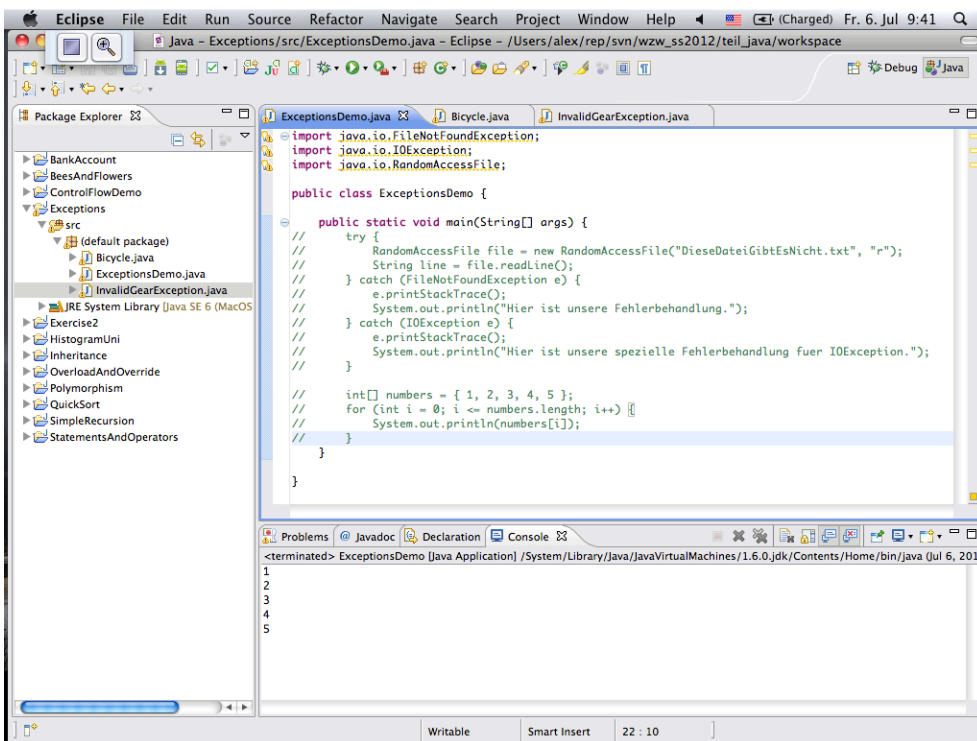 Eclipse File Edit Run Source Refactor Navigate Search Project Window Help (Charged) Fr. 6. Jul 9:41
Java – Exceptions/src/ExceptionsDemo.java – Eclipse – /Users/alex/rep/svn/wzw_ss2012/teil_java/workspace
Debug Java
Package Explorer
BankAccount
BeesAndFlowers
ControlFlowDemo
Exceptions
src
(default package)
Bicycle.java
ExceptionsDemo.java
InvalidGearException.java
JRE System Library [Java SE 6 (MacOS
Exercise2
HistogramUni
Inheritance
OverloadAndOverride
Polymorphism
QuickSort
SimpleRecursion
StatementsAndOperators
ExceptionsDemo.java Bicycle.java InvalidGearException.java
import java.io.FileNotFoundException;
import java.io.IOException;
import java.io.RandomAccessFile;
public class ExceptionsDemo {
public static void main(String[] args) {
// try {
// RandomAccessFile file = new RandomAccessFile("DieseDateiGibtEsNicht.txt", "r");
// String line = file.readLine();
// } catch (FileNotFoundException e) {
// e.printStackTrace();
// System.out.println("Hier ist unsere Fehlerbehandlung.");
// } catch (IOException e) {
// e.printStackTrace();
// System.out.println("Hier ist unsere spezielle Fehlerbehandlung fuer IOException.");
// }
// int[] numbers = { 1, 2, 3, 4, 5 };
// for (int i = 0; i <= numbers.length; i++) {
// System.out.println(numbers[i]);
// }
}
}
Problems @ Javadoc Declaration Console
<terminated> ExceptionsDemo [Java Application] /System/Library/Java/JavaVirtualMachines/1.6.0.jdk/Contents/Home/bin/java (Jul 6, 201
1
2
3
4
5
Writable Smart Insert 22 : 10